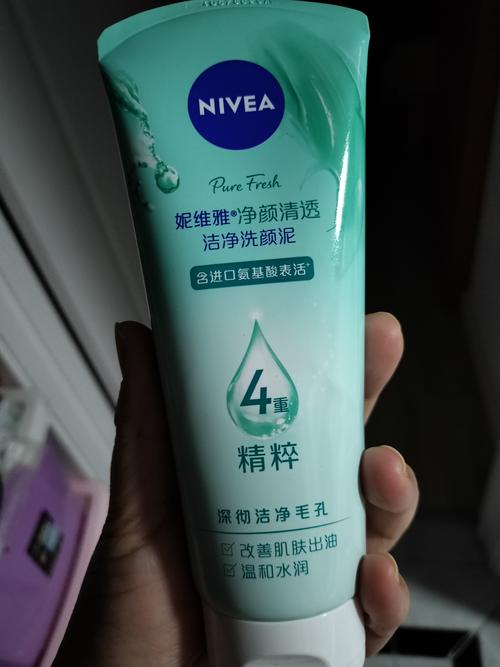 NIVEA
Pure Fresh
妮维雅®净颜清透
洁净洗颜泥
含进口氨基酸表活+
4重
精粹
深彻洁净毛孔
改善肌肤出油
温和水润